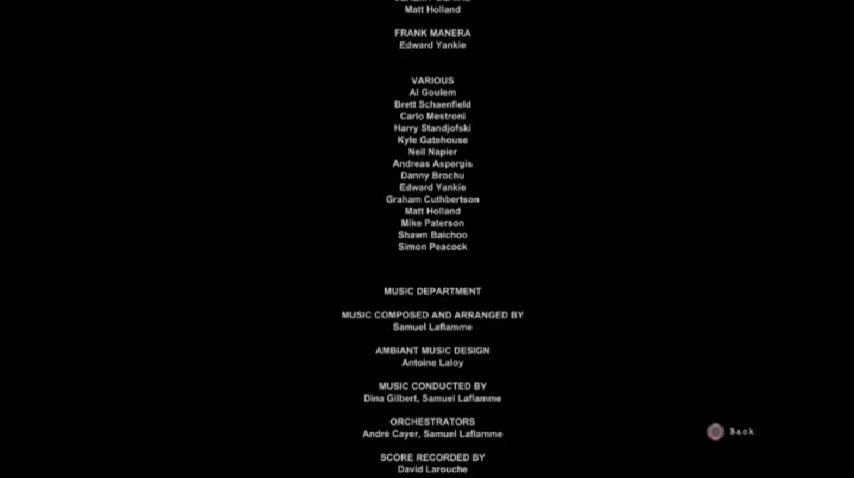 Matt Holland
FRANK MANERA
Edward Yankie
VARIOUS
Al Goulem
Brett Schaenfield
Carlo Mestroni
Harry Standjofski
Kyle Gatehouse
Neil Napier
Andreas Aspergis
Danny Brochu
Edward Yankie
Graham Cuthbertson
Matt Holland
Mike Paterson
Shawn Baichoo
Simon Peacock
MUSIC DEPARTMENT
MUSIC COMPOSED AND ARRANGED BY
Samuel Laflamme
AMBIANT MUSIC DESIGN
Antoine Laloy
MUSIC CONDUCTED BY
Dina Gilbert, Samuel Laflamme
ORCHESTRATORS
André Cayer, Samuel Laflamme
Back
SCORE RECORDED BY
David Larouche